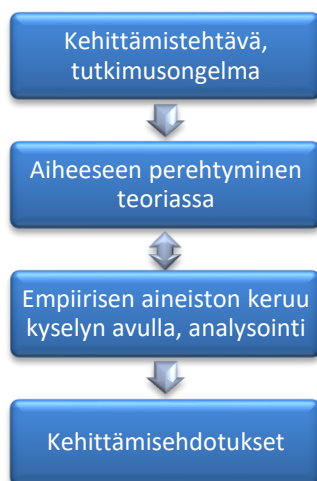 Kehittämistehtävä,
tutkimusongelma
Aiheeseen perehtyminen
teoriassa
Empiirisen aineiston keruu
kyselyn avulla, analysointi
Kehittämisehdotukset